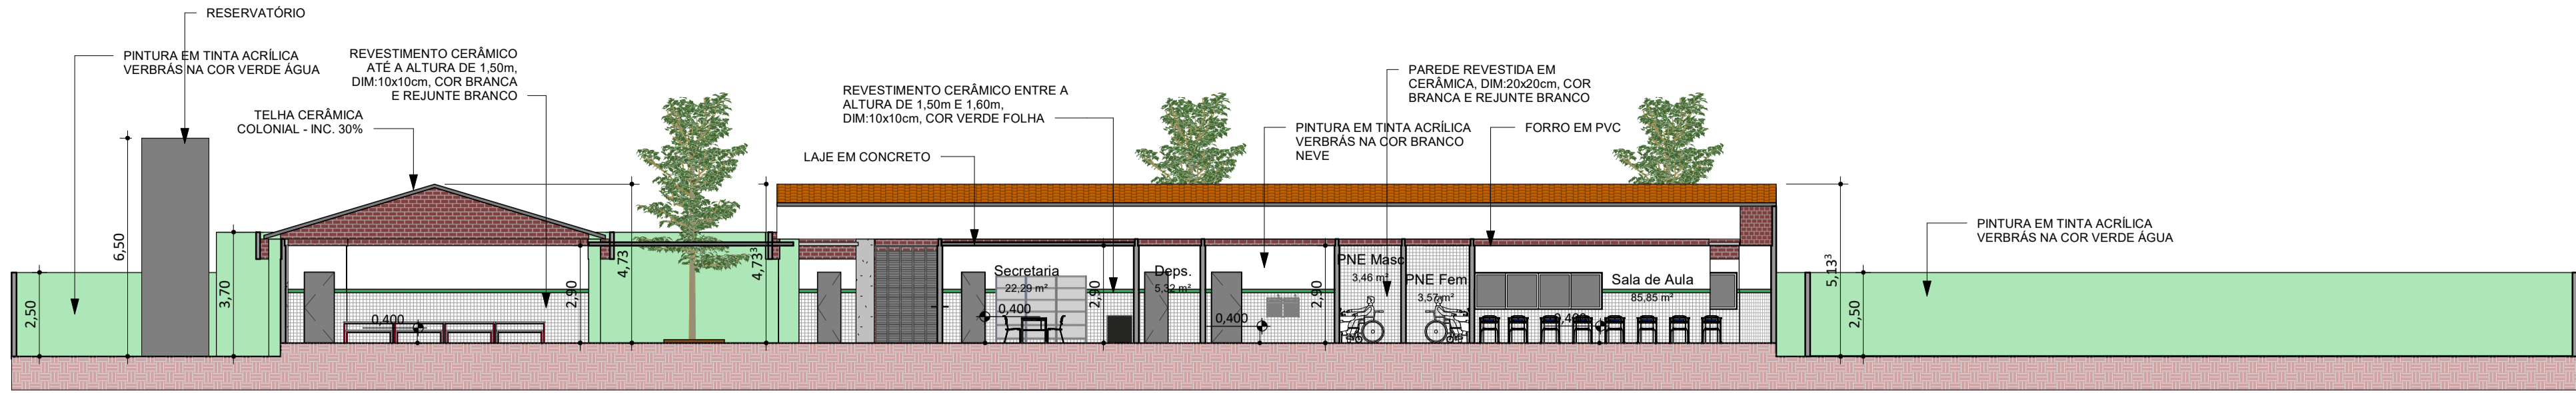 RESERVATÓRIO
PINTURA EM TINTA ACRÍLICA
VERBRÁS NA COR VERDE ÁGUA
REVESTIMENTO CERÂMICO
ATÉ A ALTURA DE 1,50m,
DIM:10x10cm, COR BRANCA
E REJUNTE BRANCO
TELHA CERÂMICA
COLONIAL - INC. 30%
REVESTIMENTO CERÂMICO ENTRE A
ALTURA DE 1,50m E 1,60m,
DIM:10x10cm, COR VERDE FOLHA
LAJE EM CONCRETO
PINTURA EM TINTA ACRÍLICA
VERBRÁS NA COR BRANCO
NEVE
PAREDE REVESTIDA EM
CERÂMICA, DIM:20x20cm, COR
BRANCA E REJUNTE BRANCO
FORRO EM PVC
PINTURA EM TINTA ACRÍLICA
VERBRÁS NA COR VERDE ÁGUA
2,50
6,50
3,70
0,400
2,90
4,73
4,73³
Secretaria
22,29 m²
0,400
2,90
Deps.
5,32 m²
0,400
2,90
PNE Masc
3,46 m²
PNE Fem
3,57 m²
Sala de Aula
85,85 m²
0,400
5,13³
2,50